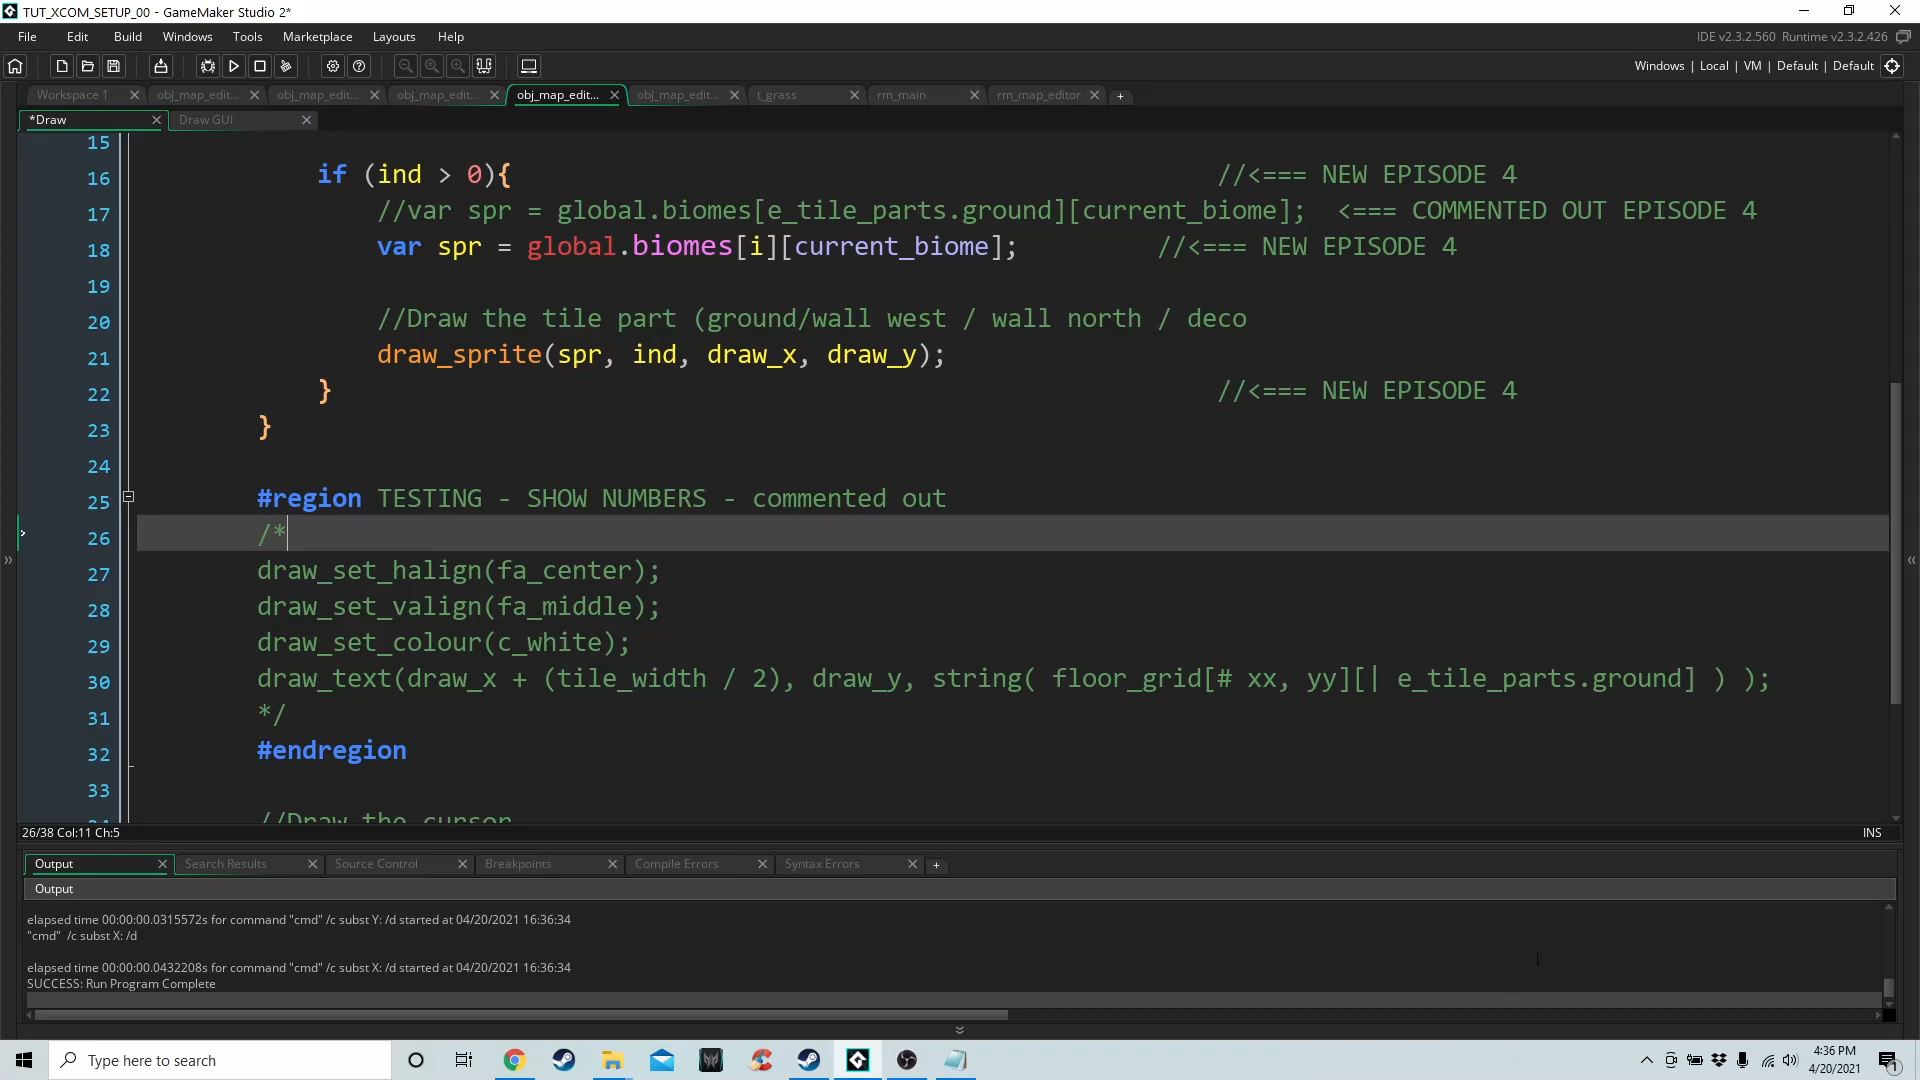 TUT_XCOM_SETUP_00 - GameMaker Studio 2*
File Edit Build Windows Tools Marketplace Layouts Help
IDE v2.3.2.560 Runtime v2.3.2.426
Windows | Local | VM | Default | Default
Workspace 1 obj_map_edit... obj_map_edit... obj_map_edit... obj_map_edit... obj_map_edit... t_grass rm_main rm_map_editor
*Draw Draw GUI
15
16 if (ind > 0){ //<=== NEW EPISODE 4
17 //var spr = global.biomes[e_tile_parts.ground][current_biome]; <=== COMMENTED OUT EPISODE 4
18 var spr = global.biomes[i][current_biome]; //<=== NEW EPISODE 4
19
20 //Draw the tile part (ground/wall west / wall north / deco
21 draw_sprite(spr, ind, draw_x, draw_y);
22 } //<=== NEW EPISODE 4
23 }
24
25 #region TESTING - SHOW NUMBERS - commented out
26 /*
27 draw_set_halign(fa_center);
28 draw_set_valign(fa_middle);
29 draw_set_colour(c_white);
30 draw_text(draw_x + (tile_width / 2), draw_y, string( floor_grid[# xx, yy][| e_tile_parts.ground] ) );
31 */
32 #endregion
33
//Draw the cursor
26/38 Col:11 Ch:5 INS
Output Search Results Source Control Breakpoints Compile Errors Syntax Errors
Output
elapsed time 00:00:00.0315572s for command "cmd" /c subst Y: /d started at 04/20/2021 16:36:34
"cmd" /c subst X: /d
elapsed time 00:00:00.0432208s for command "cmd" /c subst X: /d started at 04/20/2021 16:36:34
SUCCESS: Run Program Complete
Type here to search
4:36 PM
4/20/2021
1